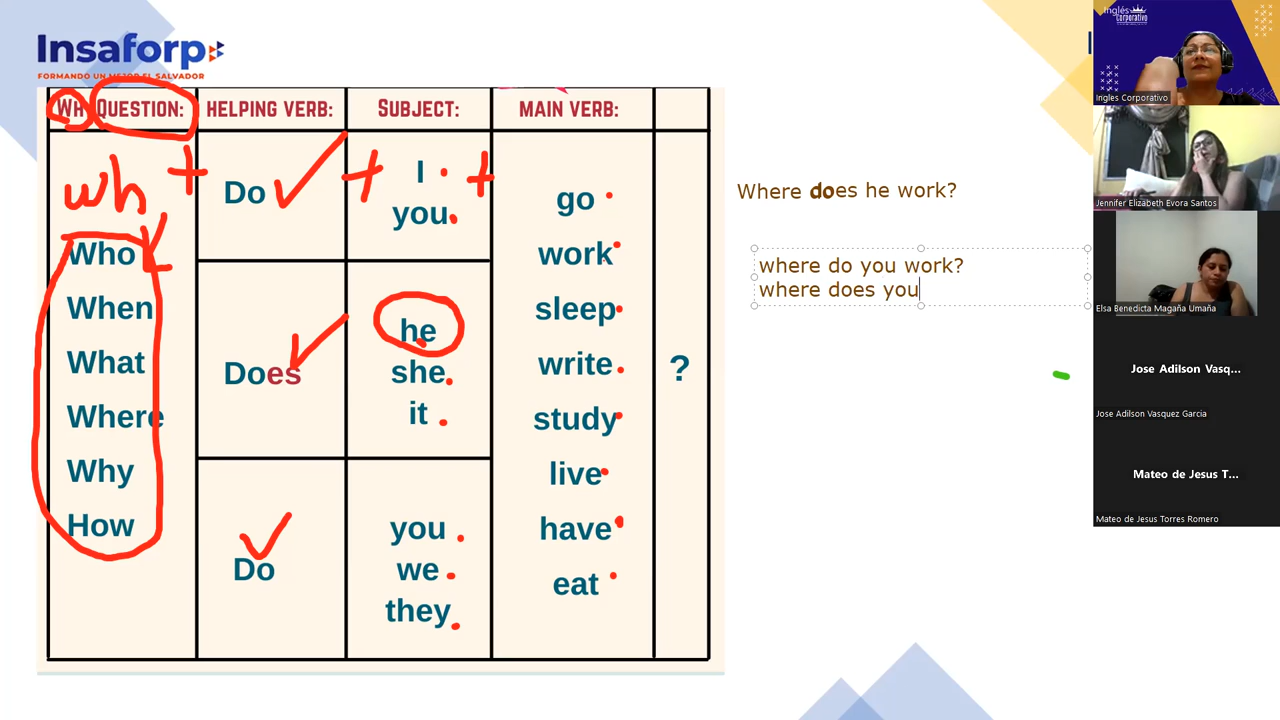 Insaforp
FORMANDO UN MEJOR EL SALVADOR
WH QUESTION: HELPING VERB: SUBJECT: MAIN VERB:
wh + + +
Who
When
What
Where
Why
How
Do
Does
Do
I
you
he
she
it
you
we
they
go
work
sleep
write
study
live
have
eat
?
Where does he work?
where do you work?
where does you
Inglés
Corporativo
Ingles Corporativo
Jennifer Elizabeth Evora Santos
Elsa Benedicta Magaña Umaña
Jose Adilson Vasq...
Jose Adilson Vasquez Garcia
Mateo de Jesus T...
Mateo de Jesus Torres Romero